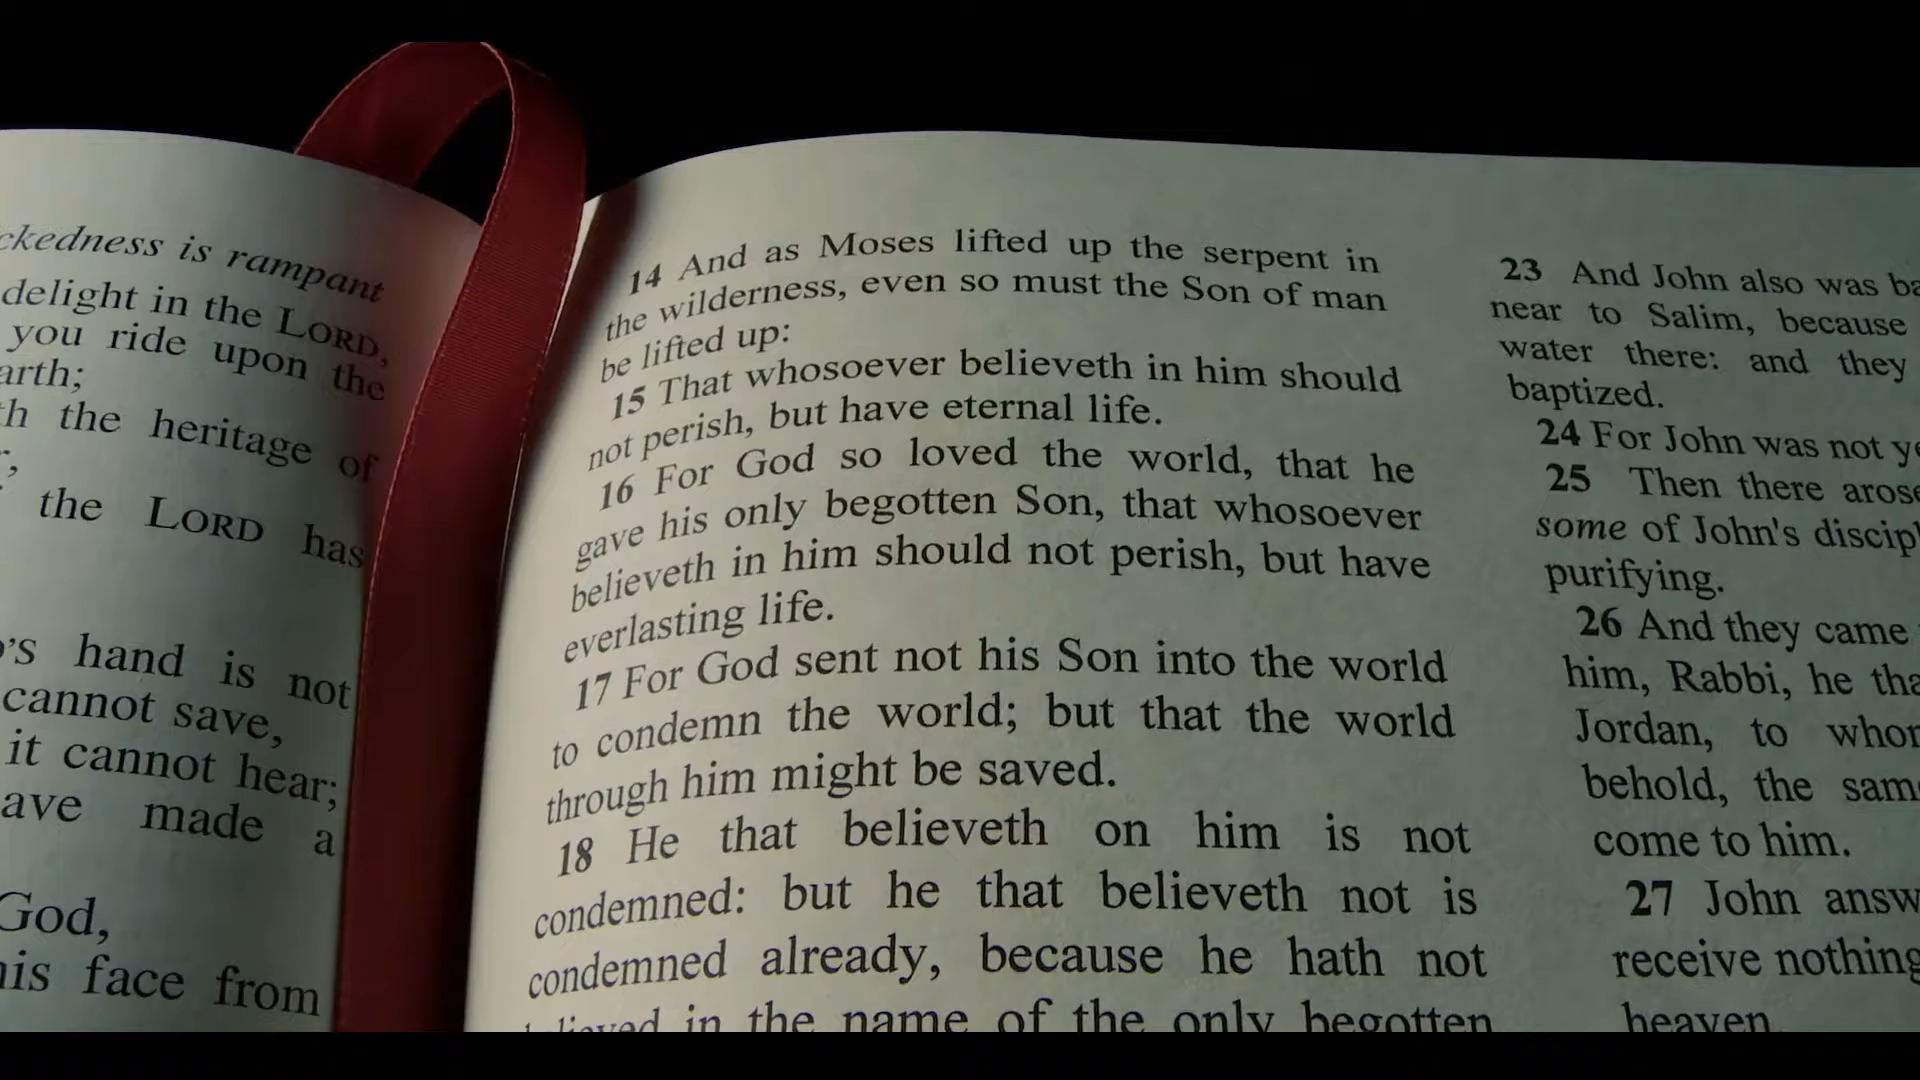 is rampant
delight in the LORD,
you ride upon the
the heritage of
the LORD has
hand is not
cannot save,
it cannot hear;
made a
God,
face from
14 And as Moses lifted up the serpent in
the wilderness, even so must the Son of man
be lifted up:
15 That whosoever believeth in him should
not perish, but have eternal life.
16 For God so loved the world, that he
gave his only begotten Son, that whosoever
believeth in him should not perish, but have
everlasting life.
17 For God sent not his Son into the world
to condemn the world; but that the world
through him might be saved.
18 He that believeth on him is not
condemned: but he that believeth not is
condemned already, because he hath not
in the name of the only begotten
23 And John also was
near to Salim, because
water there: and they
baptized.
24 For John was not
25 Then there
some of John's
purifying.
26 And they came
him, Rabbi, he
Jordan, to
behold, the
come to him.
27 John
receive nothing
heaven